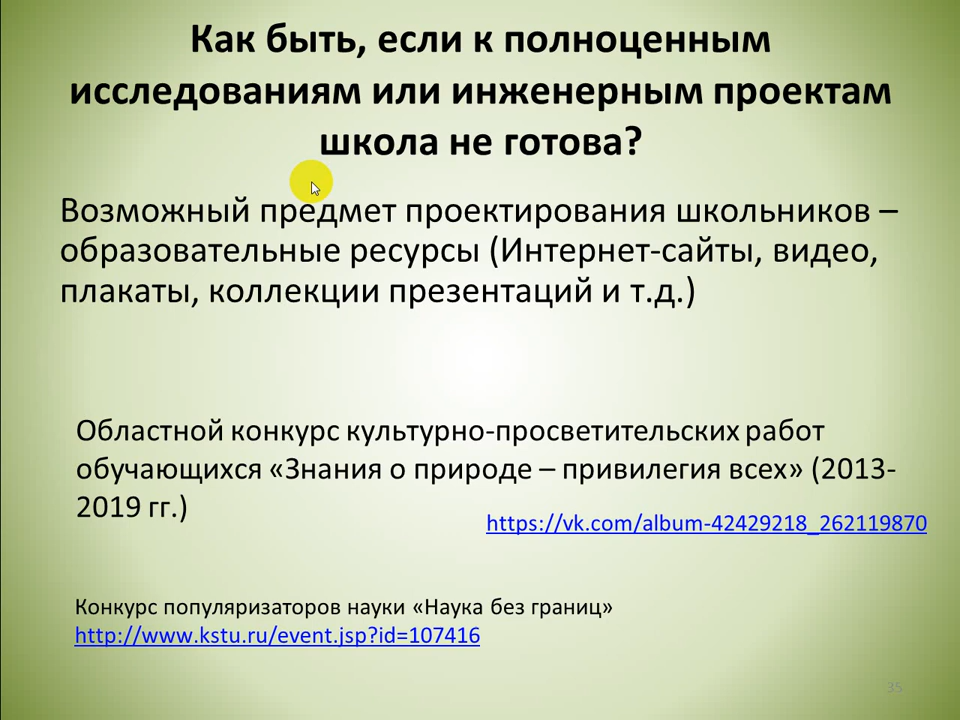 Как быть, если к полноценным
исследованиям или инженерным проектам
школа не готова?
Возможный предмет проектирования школьников –
образовательные ресурсы (Интернет-сайты, видео,
плакаты, коллекции презентаций и т.д.)
Областной конкурс культурно-просветительских работ
обучающихся «Знания о природе – привилегия всех» (2013-
2019 гг.)
https://vk.com/album-42429218_262119870
Конкурс популяризаторов науки «Наука без границ»
http://www.kstu.ru/event.jsp?id=107416
35